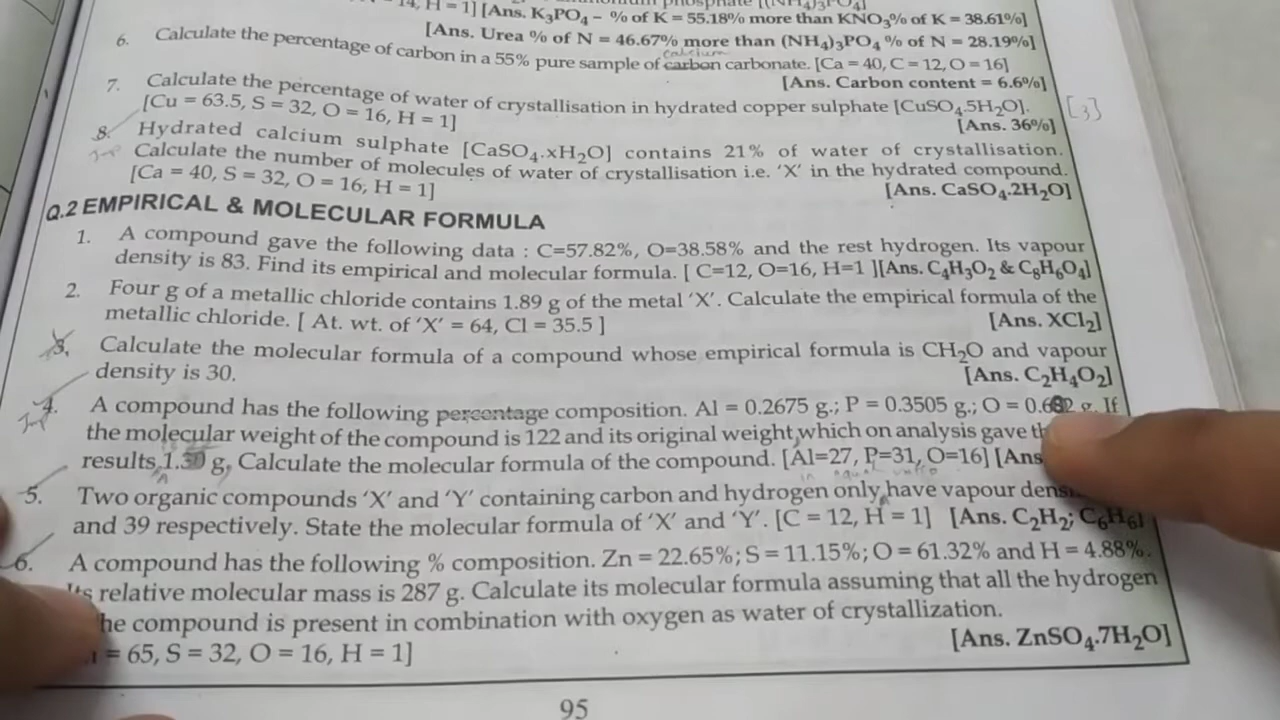 14, H = 1] [Ans. K₃PO₄ – % of K = 55.18% more than KNO₃% of K = 38.61%]
[Ans. Urea % of N = 46.67% more than (NH₄)₃PO₄ % of N = 28.19%]
calcium
6. Calculate the percentage of carbon in a 55% pure sample of carbon carbonate. [Ca = 40, C = 12, O = 16]
[Ans. Carbon content = 6.6%]
7. Calculate the percentage of water of crystallisation in hydrated copper sulphate [CuSO₄.5H₂O]. [3]
[Cu = 63.5, S = 32, O = 16, H = 1] [Ans. 36%]
8. Hydrated calcium sulphate [CaSO₄.xH₂O] contains 21% of water of crystallisation.
Calculate the number of molecules of water of crystallisation i.e. 'X' in the hydrated compound.
[Ca = 40, S = 32, O = 16, H = 1] [Ans. CaSO₄.2H₂O]
Q.2 EMPIRICAL & MOLECULAR FORMULA
1. A compound gave the following data : C=57.82%, O=38.58% and the rest hydrogen. Its vapour
density is 83. Find its empirical and molecular formula. [ C=12, O=16, H=1 ][Ans. C₄H₃O₂ & C₈H₆O₄]
2. Four g of a metallic chloride contains 1.89 g of the metal 'X'. Calculate the empirical formula of the
metallic chloride. [ At. wt. of 'X' = 64, Cl = 35.5 ] [Ans. XCl₂]
3. Calculate the molecular formula of a compound whose empirical formula is CH₂O and vapour
density is 30. [Ans. C₂H₄O₂]
4. A compound has the following percentage composition. Al = 0.2675 g.; P = 0.3505 g.; O = 0.682 g. If
the molecular weight of the compound is 122 and its original weight, which on analysis gave
results, 1.30 g, Calculate the molecular formula of the compound. [Al=27, P=31, O=16] [Ans
in
5. Two organic compounds 'X' and 'Y' containing carbon and hydrogen only have vapour
and 39 respectively. State the molecular formula of 'X' and 'Y'. [C = 12, H = 1] [Ans. C₂H₂; C₆H₆]
6. A compound has the following % composition. Zn = 22.65%; S = 11.15%; O = 61.32% and H = 4.88%.
Its relative molecular mass is 287 g. Calculate its molecular formula assuming that all the hydrogen
the compound is present in combination with oxygen as water of crystallization.
= 65, S = 32, O = 16, H = 1] [Ans. ZnSO₄.7H₂O]
95